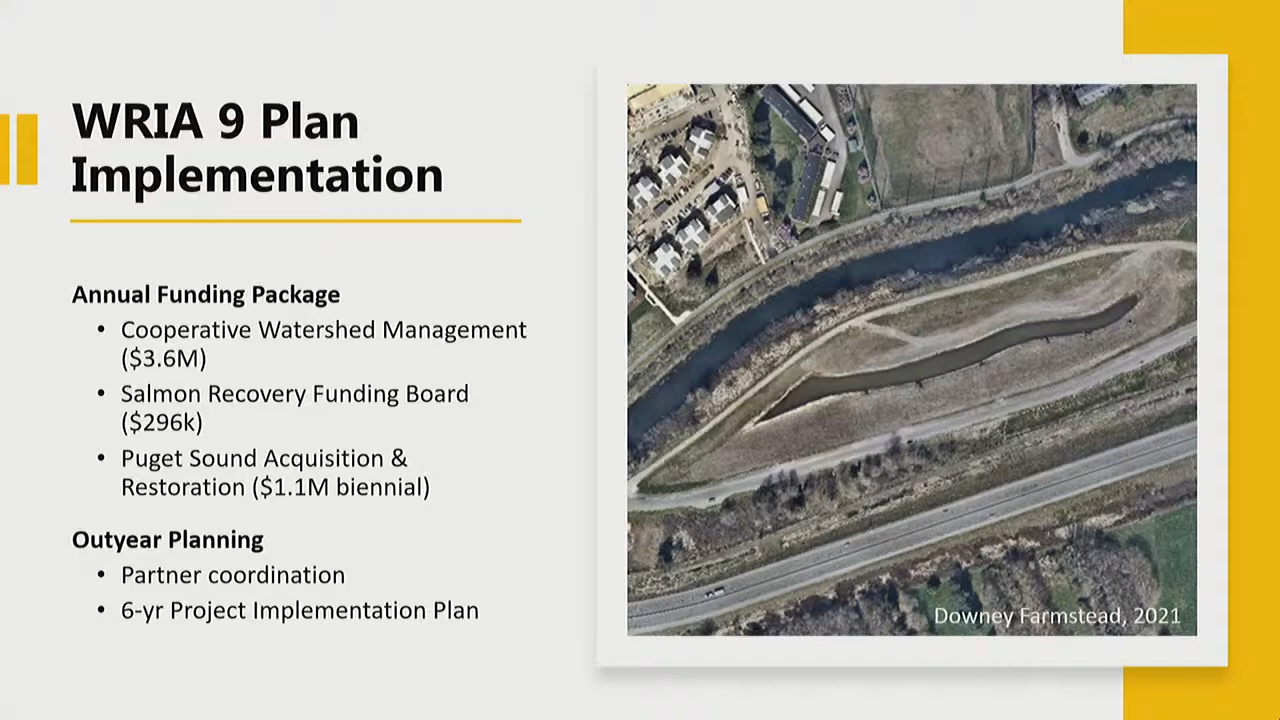 WRIA 9 Plan
Implementation
Annual Funding Package
• Cooperative Watershed Management
($3.6M)
• Salmon Recovery Funding Board
($296k)
• Puget Sound Acquisition &
Restoration ($1.1M biennial)
Outyear Planning
• Partner coordination
• 6-yr Project Implementation Plan
Downey Farmstead, 2021